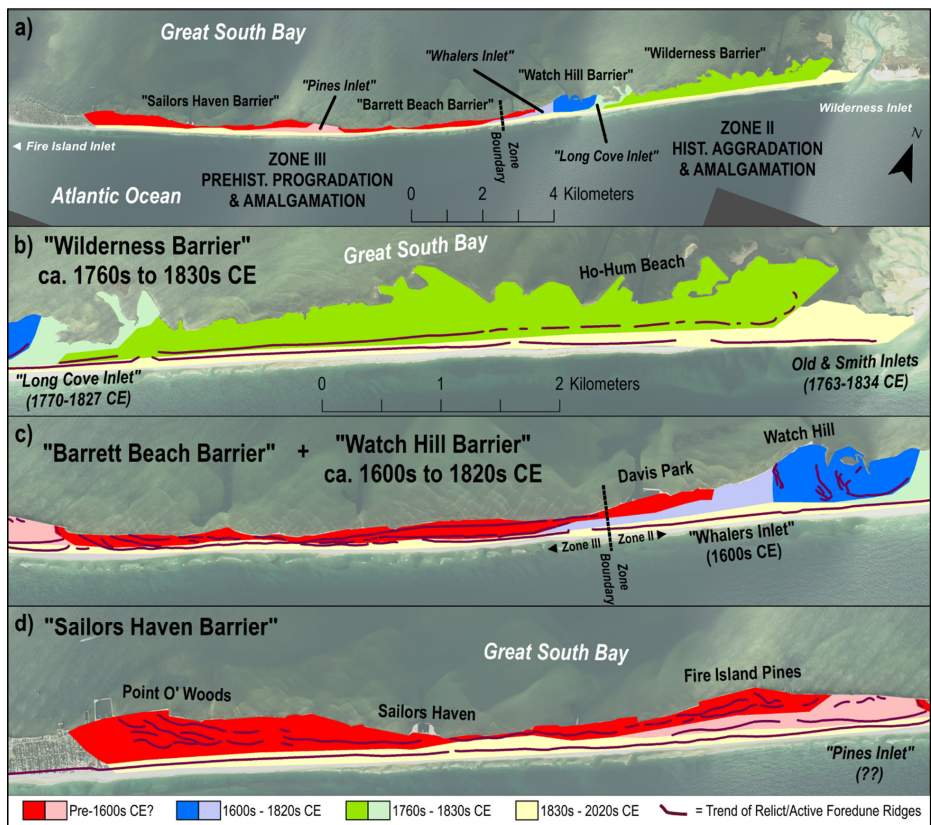 a)
Great South Bay
"Whalers Inlet"
"Wilderness Barrier"
"Pines Inlet"
"Watch Hill Barrier"
"Sailors Haven Barrier"
"Barrett Beach Barrier"
Wilderness Inlet
Fire Island Inlet
Zone
Boundary
"Long Cove Inlet"
ZONE III
PREHIST. PROGRADATION
& AMALGAMATION
ZONE II
HIST. AGGRADATION
& AMALGAMATION
N
Atlantic Ocean
0 2 4 Kilometers
b) "Wilderness Barrier"
ca. 1760s to 1830s CE
Great South Bay
Ho-Hum Beach
"Long Cove Inlet"
(1770-1827 CE)
0 1 2 Kilometers
Old & Smith Inlets
(1763-1834 CE)
c)
"Barrett Beach Barrier" + "Watch Hill Barrier"
ca. 1600s to 1820s CE
Watch Hill
Davis Park
Zone III Zone II
Zone
Boundary
"Whalers Inlet"
(1600s CE)
d) "Sailors Haven Barrier"
Great South Bay
Point O' Woods
Sailors Haven
Fire Island Pines
"Pines Inlet"
(??)
Pre-1600s CE? 1600s - 1820s CE 1760s - 1830s CE 1830s - 2020s CE = Trend of Relict/Active Foredune Ridges